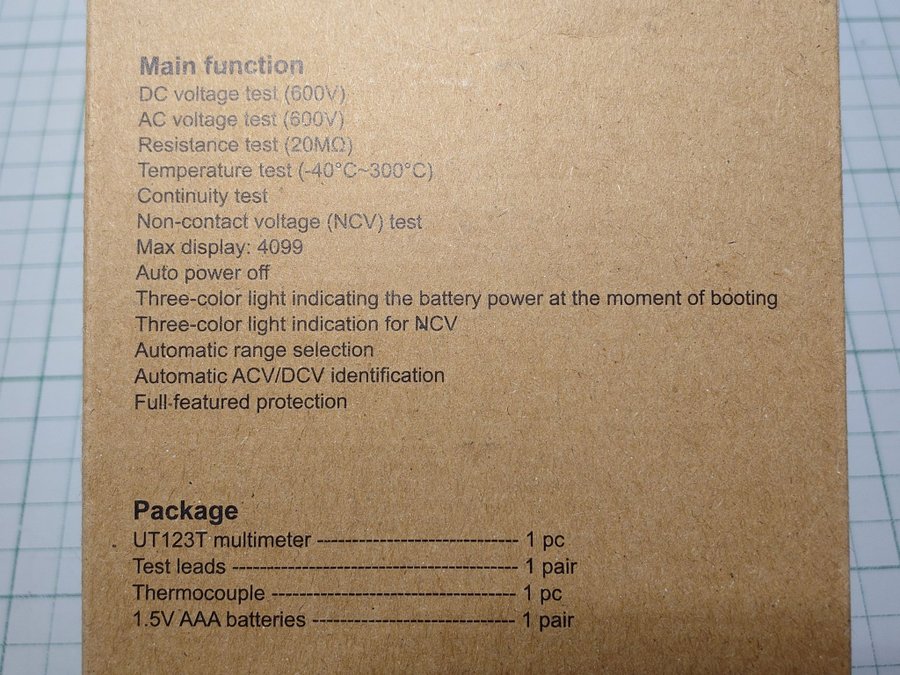 Main function
DC voltage test (600V)
AC voltage test (600V)
Resistance test (20MΩ)
Temperature test (-40°C~300°C)
Continuity test
Non-contact voltage (NCV) test
Max display: 4099
Auto power off
Three-color light indicating the battery power at the moment of booting
Three-color light indication for NCV
Automatic range selection
Automatic ACV/DCV identification
Full-featured protection
Package
UT123T multimeter ------------------------------ 1 pc
Test leads ------------------------------------------- 1 pair
Thermocouple ------------------------------------- 1 pc
1.5V AAA batteries ------------------------------- 1 pair